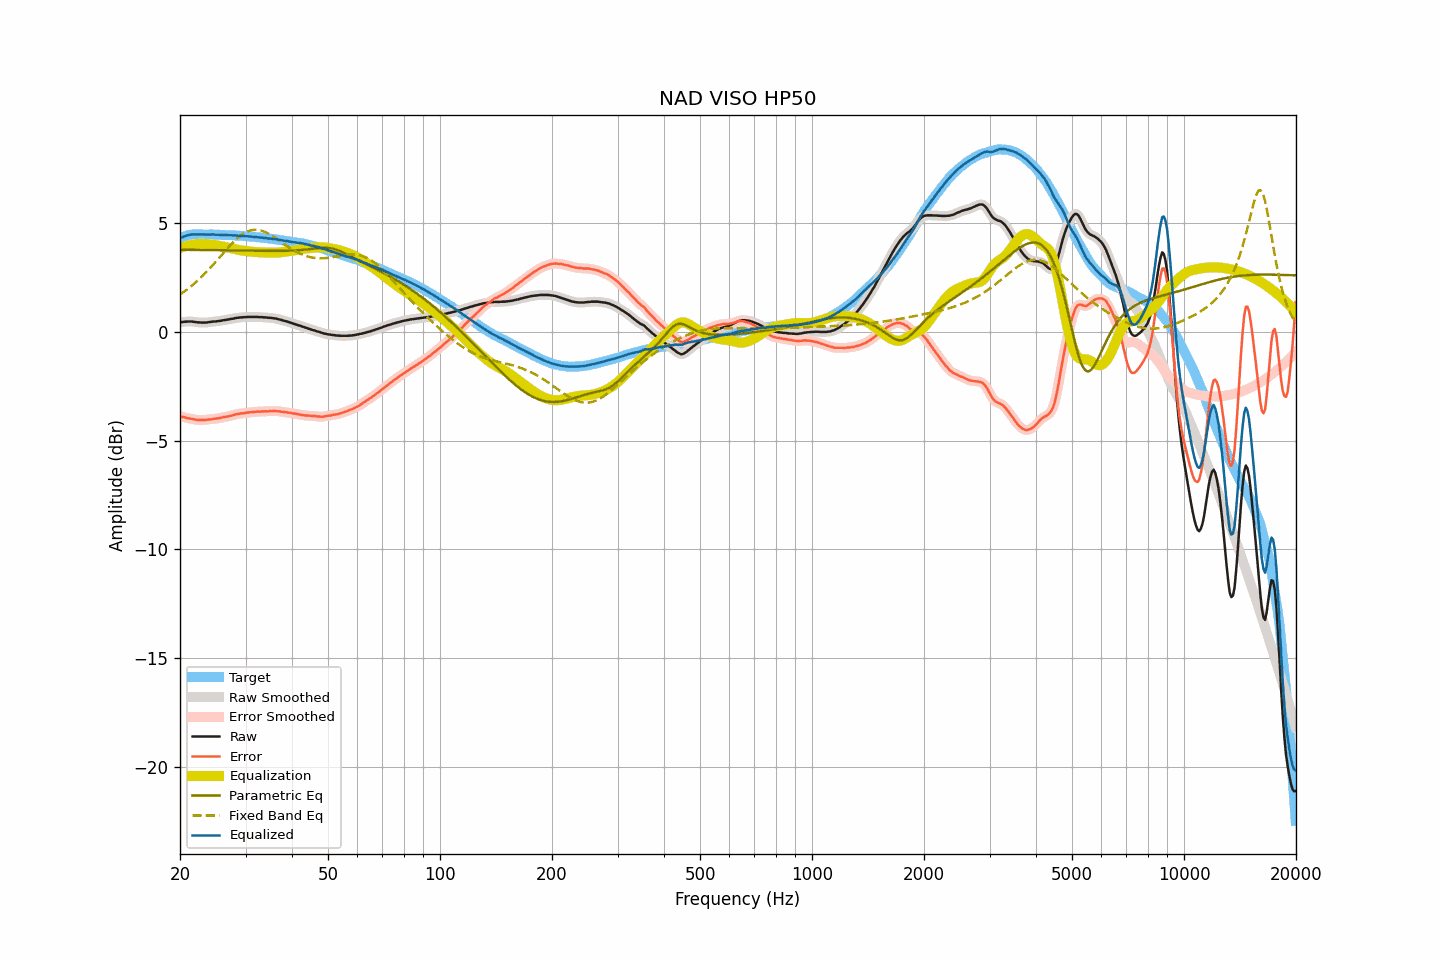 NAD VISO HP50
Amplitude (dBr)
5
0
−5
−10
−15
−20
Target
Raw Smoothed
Error Smoothed
Raw
Error
Equalization
Parametric Eq
Fixed Band Eq
Equalized
20 50 100 200 500 1000 2000 5000 10000 20000
Frequency (Hz)